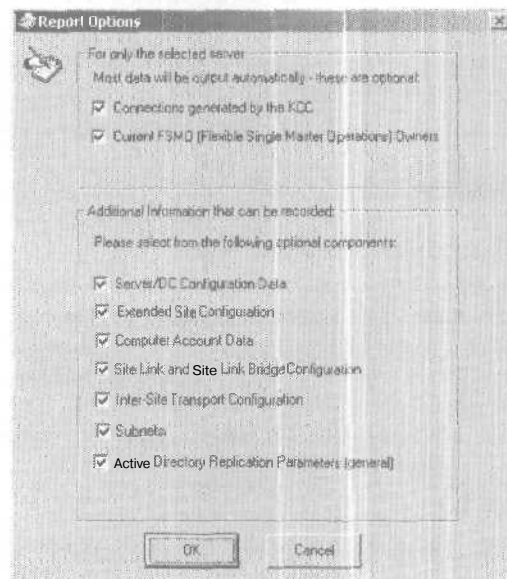 Report Options
For only the selected server
Most data will be output automatically - these are optional:
Connections generated by the KCC
Current FSMO (Flexible Single Master Operations) Owners
Additional Information that can be recorded:
Please select from the following optional components:
Server/DC Configuration Data
Extended Site Configuration
Computer Account Data
Site Link and Site Link Bridge Configuration
Inter-Site Transport Configuration
Subnets
Active Directory Replication Parameters (general)
OK
Cancel